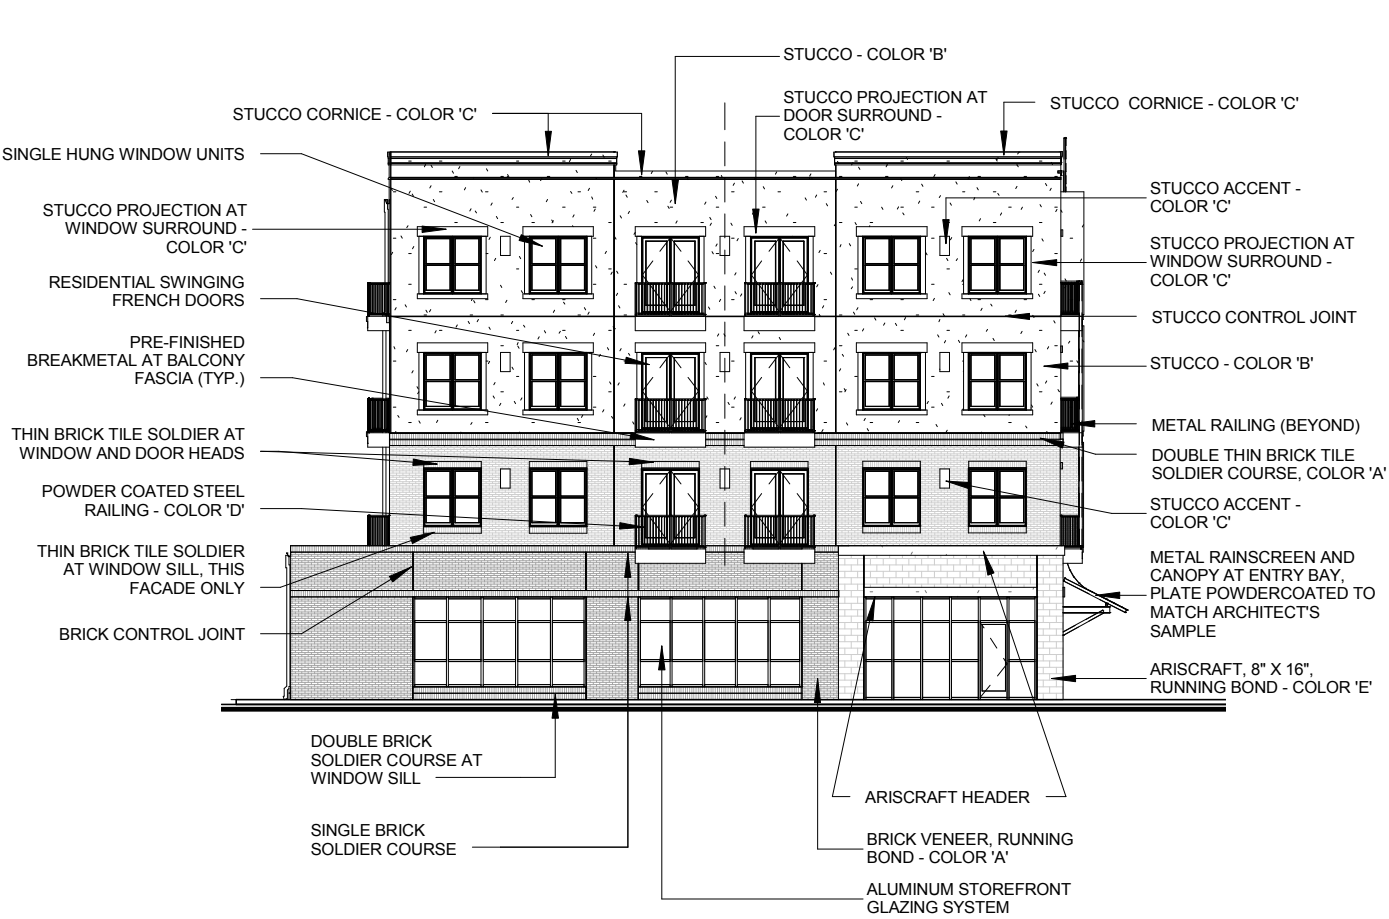 STUCCO - COLOR 'B'
STUCCO PROJECTION AT
DOOR SURROUND -
COLOR 'C'
STUCCO CORNICE - COLOR 'C'
STUCCO CORNICE - COLOR 'C'
SINGLE HUNG WINDOW UNITS
STUCCO PROJECTION AT
WINDOW SURROUND -
COLOR 'C'
RESIDENTIAL SWINGING
FRENCH DOORS
PRE-FINISHED
BREAKMETAL AT BALCONY
FASCIA (TYP.)
THIN BRICK TILE SOLDIER AT
WINDOW AND DOOR HEADS
POWDER COATED STEEL
RAILING - COLOR 'D'
THIN BRICK TILE SOLDIER
AT WINDOW SILL, THIS
FACADE ONLY
BRICK CONTROL JOINT
STUCCO ACCENT -
COLOR 'C'
STUCCO PROJECTION AT
WINDOW SURROUND -
COLOR 'C'
STUCCO CONTROL JOINT
STUCCO - COLOR 'B'
METAL RAILING (BEYOND)
DOUBLE THIN BRICK TILE
SOLDIER COURSE, COLOR 'A'
STUCCO ACCENT -
COLOR 'C'
METAL RAINSCREEN AND
CANOPY AT ENTRY BAY,
PLATE POWDERCOATED TO
MATCH ARCHITECT'S
SAMPLE
ARISCRAFT, 8" X 16",
RUNNING BOND - COLOR 'E'
DOUBLE BRICK
SOLDIER COURSE AT
WINDOW SILL
SINGLE BRICK
SOLDIER COURSE
ARISCRAFT HEADER
BRICK VENEER, RUNNING
BOND - COLOR 'A'
ALUMINUM STOREFRONT
GLAZING SYSTEM